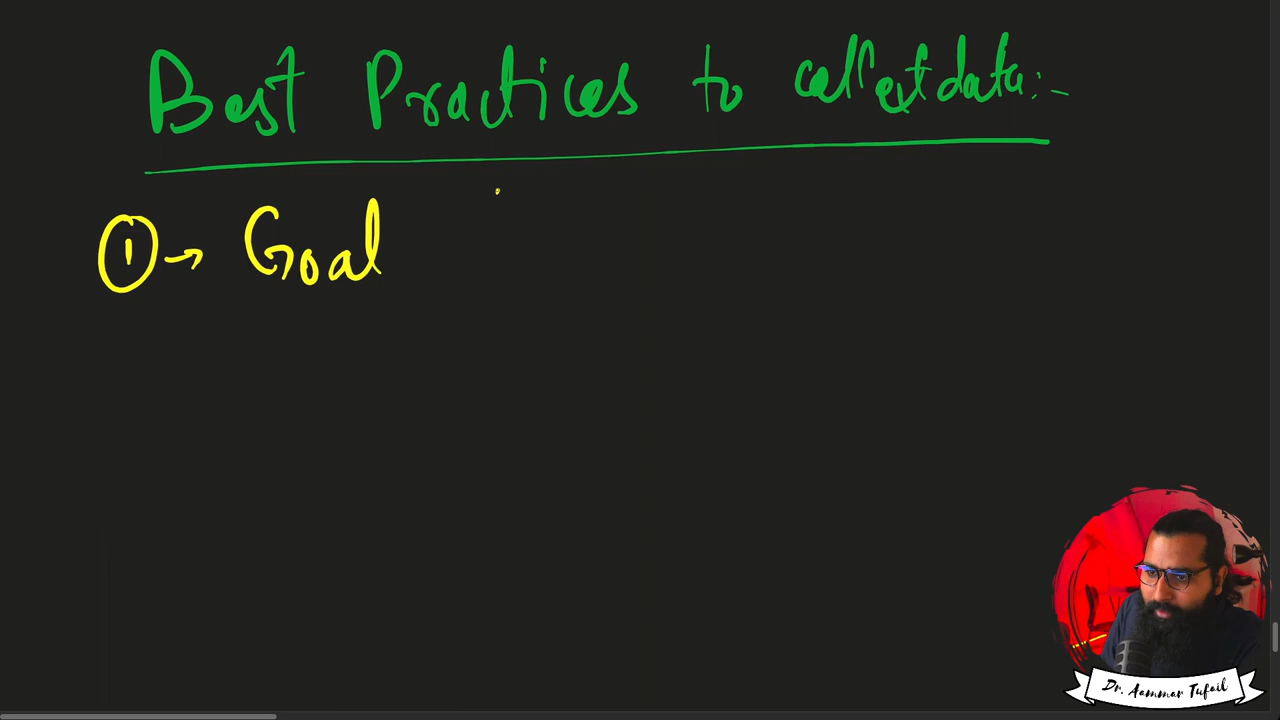 Best Practices to collect data:-
① → Goal
Dr. Aammar Tufail